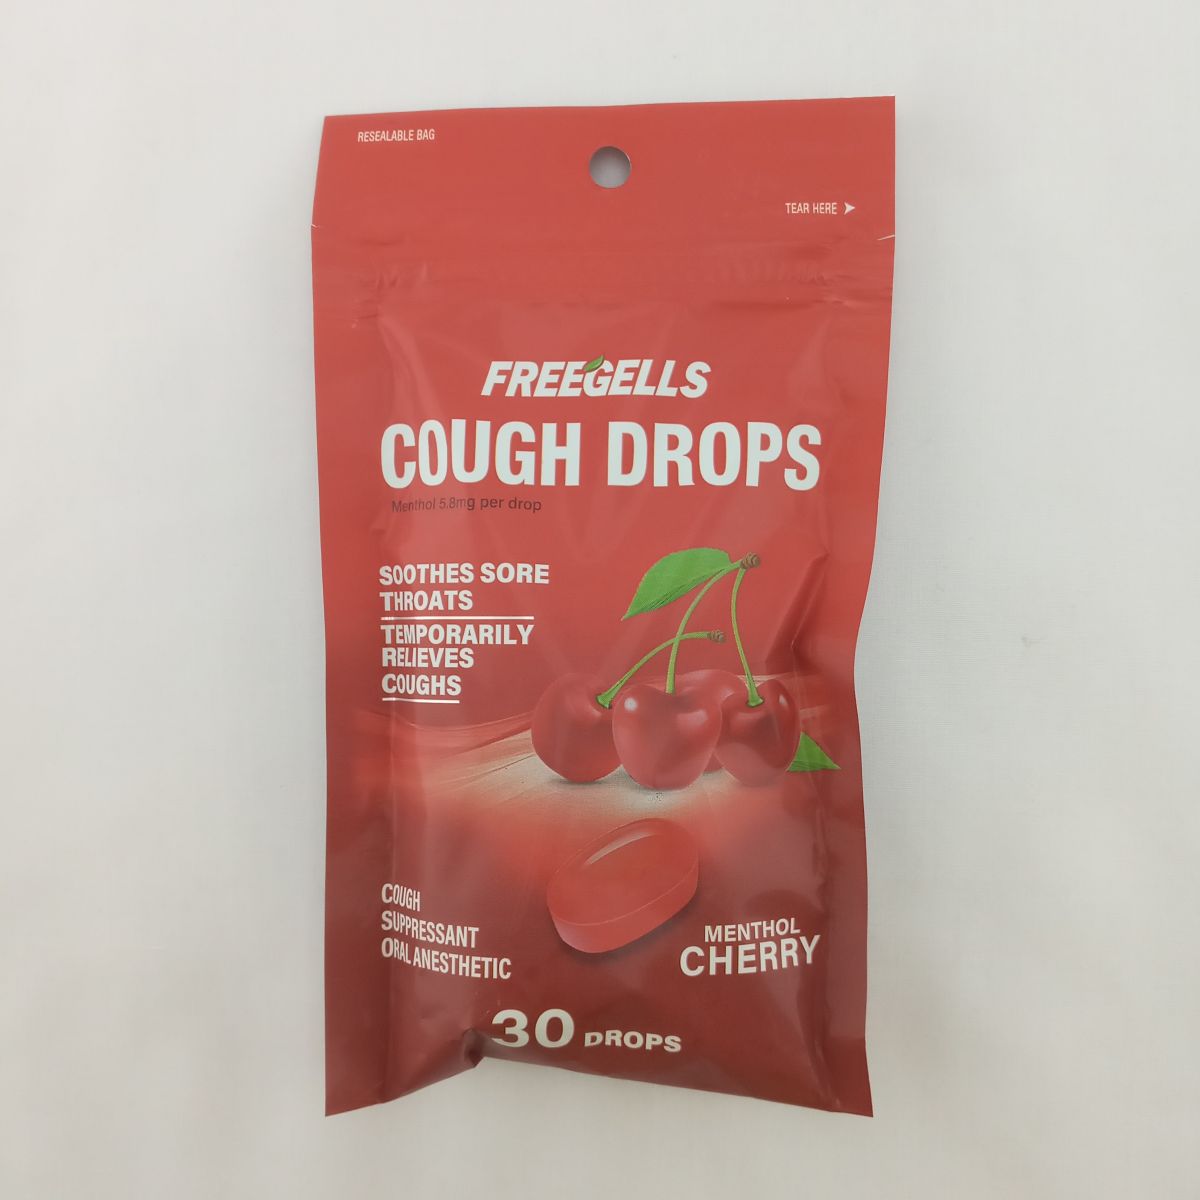 RESEALABLE BAG
TEAR HERE
FREEGELLS
COUGH DROPS
Menthol 5.8mg per drop
SOOTHES SORE
THROATS
TEMPORARILY
RELIEVES
COUGHS
COUGH
SUPPRESSANT
ORAL ANESTHETIC
MENTHOL
CHERRY
30 DROPS